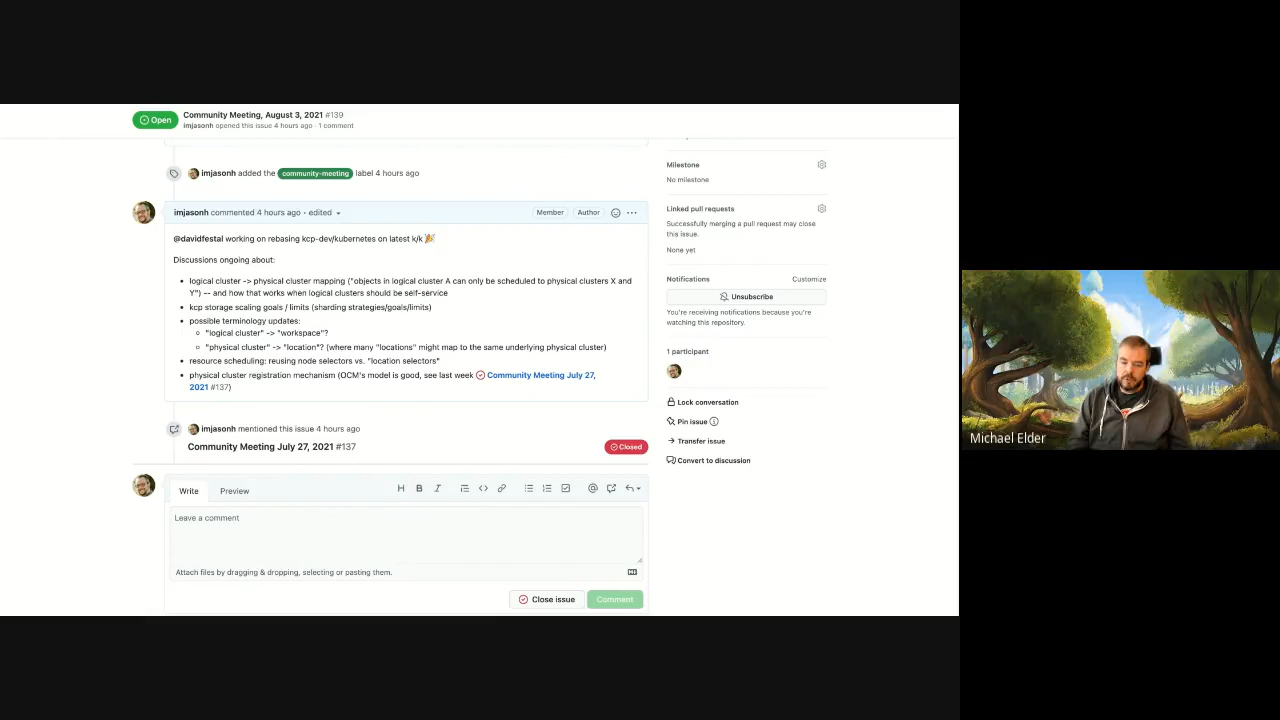 Open
Community Meeting, August 3, 2021 #139
imjasonh opened this issue 4 hours ago · 1 comment
imjasonh added the community-meeting label 4 hours ago
imjasonh commented 4 hours ago • edited
Member
Author
@davidfestal working on rebasing kcp-dev/kubernetes on latest k/k 🎉
Discussions ongoing about:
• logical cluster -> physical cluster mapping ("objects in logical cluster A can only be scheduled to physical clusters X and
Y") -- and how that works when logical clusters should be self-service
• kcp storage scaling goals / limits (sharding strategies/goals/limits)
• possible terminology updates:
◦ "logical cluster" -> "workspace"?
◦ "physical cluster" -> "location"? (where many "locations" might map to the same underlying physical cluster)
• resource scheduling: reusing node selectors vs. "location selectors"
• physical cluster registration mechanism (OCM's model is good, see last week Community Meeting July 27,
2021 #137)
imjasonh mentioned this issue 4 hours ago
Community Meeting July 27, 2021 #137
Closed
Write
Preview
Leave a comment
Attach files by dragging & dropping, selecting or pasting them.
Close issue
Comment
Milestone
No milestone
Linked pull requests
Successfully merging a pull request may close
this issue.
None yet
Notifications
Customize
Unsubscribe
You're receiving notifications because you're
watching this repository.
1 participant
Lock conversation
Pin issue
Transfer issue
Convert to discussion
Michael Elder